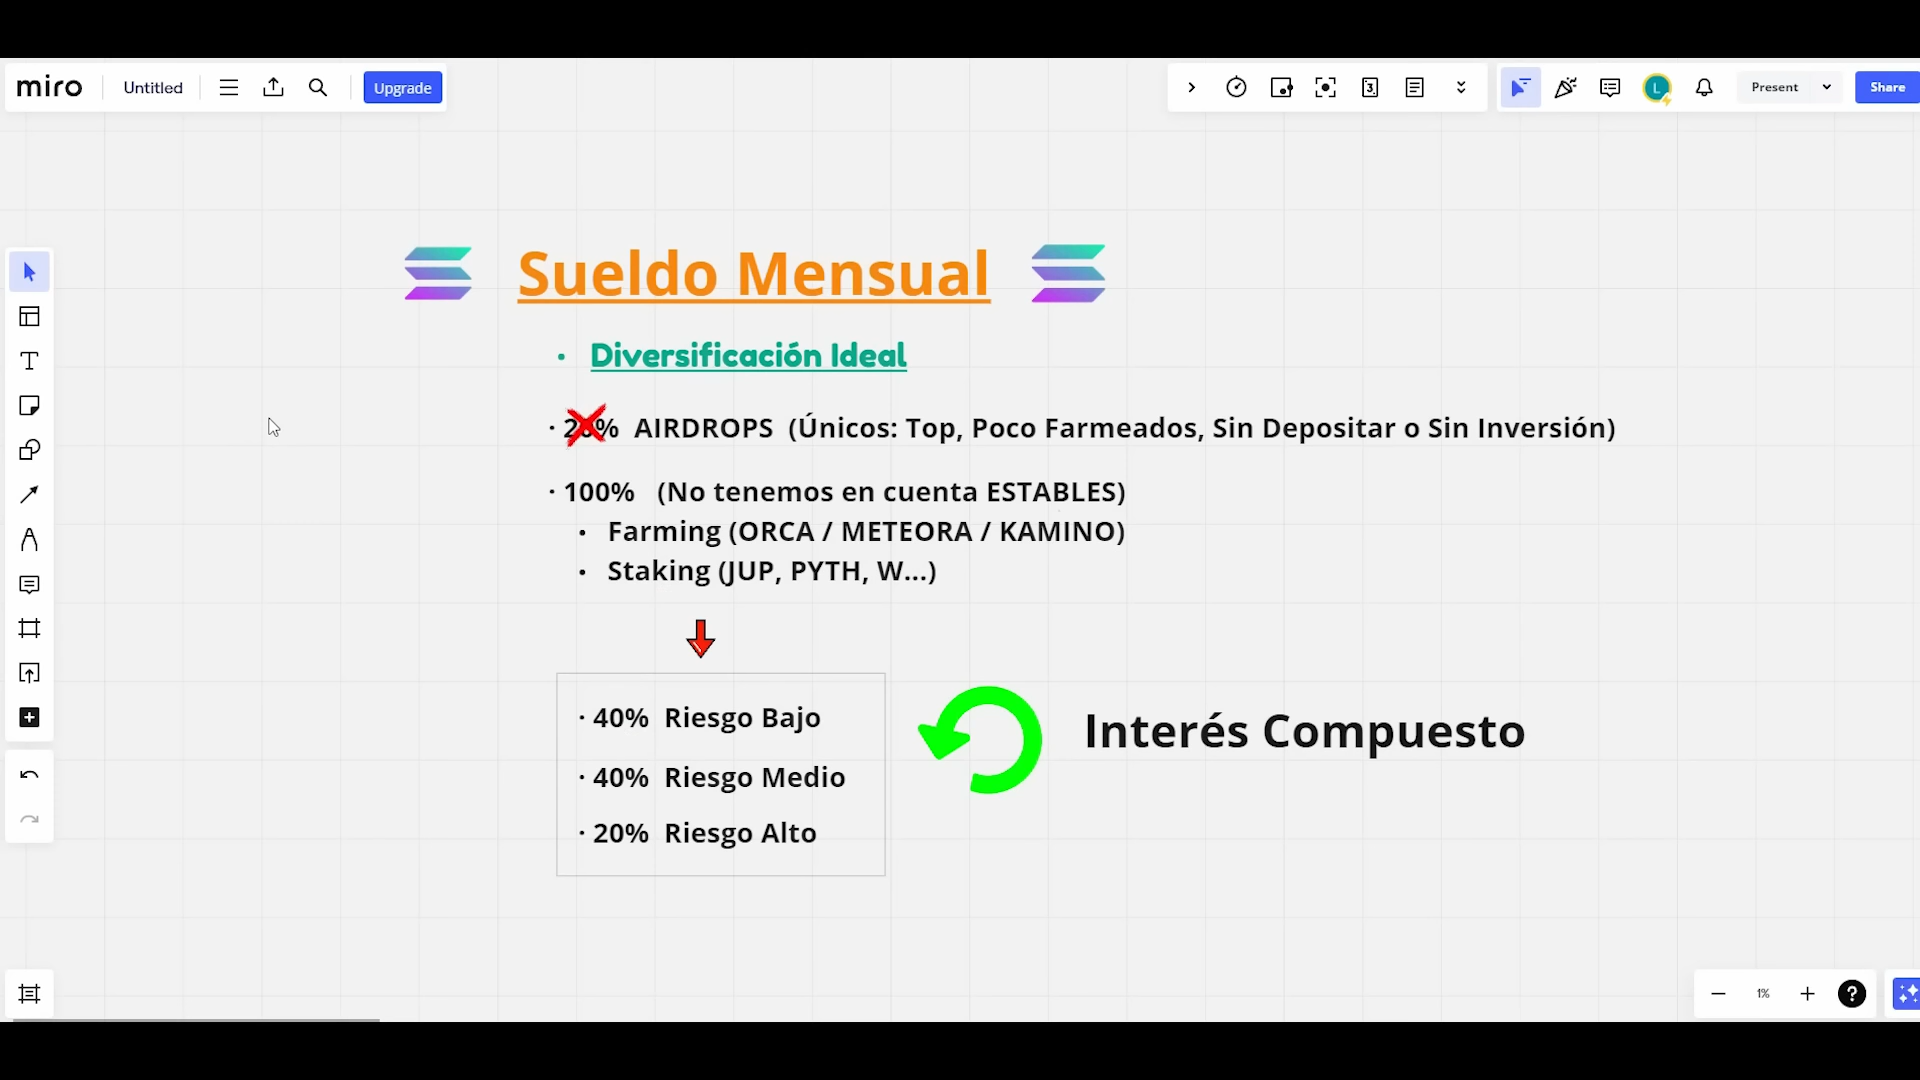 miro
Untitled
Upgrade
Present
Share
Sueldo Mensual
• Diversificación Ideal
· 20% AIRDROPS (Únicos: Top, Poco Farmeados, Sin Depositar o Sin Inversión)
· 100% (No tenemos en cuenta ESTABLES)
• Farming (ORCA / METEORA / KAMINO)
• Staking (JUP, PYTH, W...)
· 40% Riesgo Bajo
· 40% Riesgo Medio
· 20% Riesgo Alto
Interés Compuesto
1%